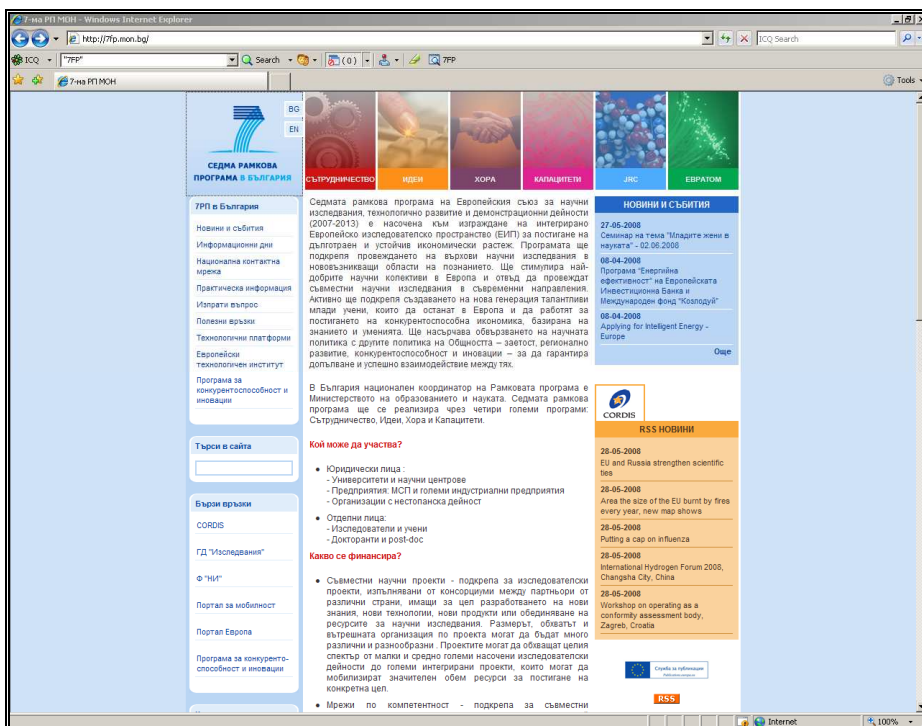 7-ма РП МОН - Windows Internet Explorer
http://7fp.mon.bg/
ICQ Search
ICQ
"7FP"
Search
(0)
7FP
7-ма РП МОН
Tools
BG
EN
СЕДМА РАМКОВА
ПРОГРАМА В БЪЛГАРИЯ
СЪТРУДНИЧЕСТВО
ИДЕИ
ХОРА
КАПАЦИТЕТИ
JRC
ЕВРАТОМ
7РП в България
Новини и събития
Информационни дни
Национална контактна
мрежа
Практическа информация
Изпрати въпрос
Полезни връзки
Технологични платформи
Европейски
технологичен институт
Програма за
конкурентоспособност и
иновации
Търси в сайта
Бързи връзки
CORDIS
ГД "Изследвания"
Ф "НИ"
Портал за мобилност
Портал Европа
Програма за конкуренто-
способност и иновации
Седмата рамкова програма на Европейския съюз за научни
изследвания, технологично развитие и демонстрационни дейности
(2007-2013) е насочена към изграждане на интегрирано
Европейско изследователско пространство (ЕИП) за постигане на
дълготраен и устойчив икономически растеж. Програмата ще
подкрепя провеждането на върхови научни изследвания в
нововъзникващи области на познанието. Ще стимулира най-
добрите научни колективи в Европа и отвъд да провеждат
съвместни научни изследвания в съвременни направления.
Активно ще подкрепя създаването на нова генерация талантливи
млади учени, които да останат в Европа и да работят за
постигането на конкурентоспособна икономика, базирана на
знанието и уменията. Ще насърчава обвързването на научната
политика с другите политика на Общността – заетост, регионално
развитие, конкурентоспособност и иновации – за да гарантира
допълване и успешно взаимодействие между тях.
В България национален координатор на Рамковата програма е
Министерството на образованието и науката. Седмата рамкова
програма ще се реализира чрез четири големи програми:
Сътрудничество, Идеи, Хора и Капацитети.
Кой може да участва?
• Юридически лица :
- Университети и научни центрове
- Предприятия: МСП и големи индустриални предприятия
- Организации с нестопанска дейност
• Отделни лица:
- Изследователи и учени
- Докторанти и post-doc
Какво се финансира?
• Съвместни научни проекти - подкрепа за изследователски
проекти, изпълнявани от консорциуми между партньори от
различни страни, имащи за цел разработването на нови
знания, нови технологии, нови продукти или обединяване на
ресурсите за научни изследвания. Размерът, обхватът и
вътрешната организация по проекта могат да бъдат много
различни и разнообразни . Проектите могат да обхващат целия
спектър от малки и средно големи насочени изследователски
дейности до големи интегрирани проекти, които могат да
мобилизират значителен обем ресурси за постигане на
конкретна цел.
• Мрежи по компетентност - подкрепа за съвместни
НОВИНИ И СЪБИТИЯ
27-05-2008
Семинар на тема "Младите жени в
науката" - 02.06.2008
08-04-2008
Програма "Енергийна
ефективност" на Европейската
Инвестиционна Банка и
Международен фонд "Козлодуй"
08-04-2008
Applying for Intelligent Energy -
Europe
Още
CORDIS
RSS НОВИНИ
28-05-2008
EU and Russia strengthen scientific
ties
28-05-2008
Area the size of the EU burnt by fires
every year, new map shows
28-05-2008
Putting a cap on influenza
28-05-2008
International Hydrogen Forum 2008,
Changsha City, China
28-05-2008
Workshop on operating as a
conformity assessment body,
Zagreb, Croatia
Служба за публикации
RSS
Internet
100%